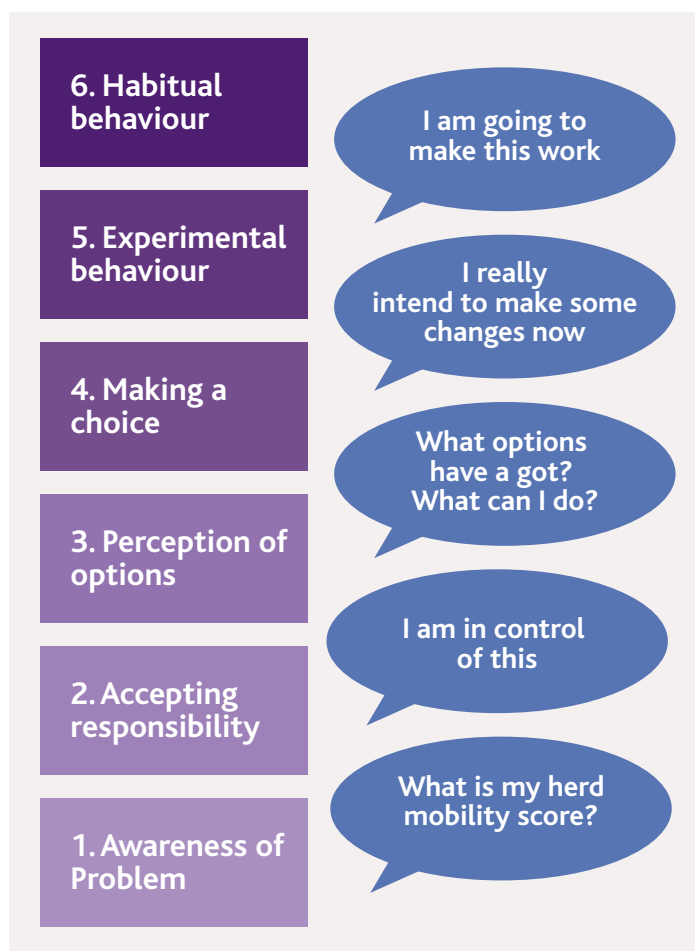 6. Habitual
behaviour
I am going to
make this work
5. Experimental
behaviour
I really
intend to make some
changes now
4. Making a
choice
What options
have a got?
What can I do?
3. Perception of
options
I am in control
of this
2. Accepting
responsibility
What is my herd
mobility score?
1. Awareness of
Problem